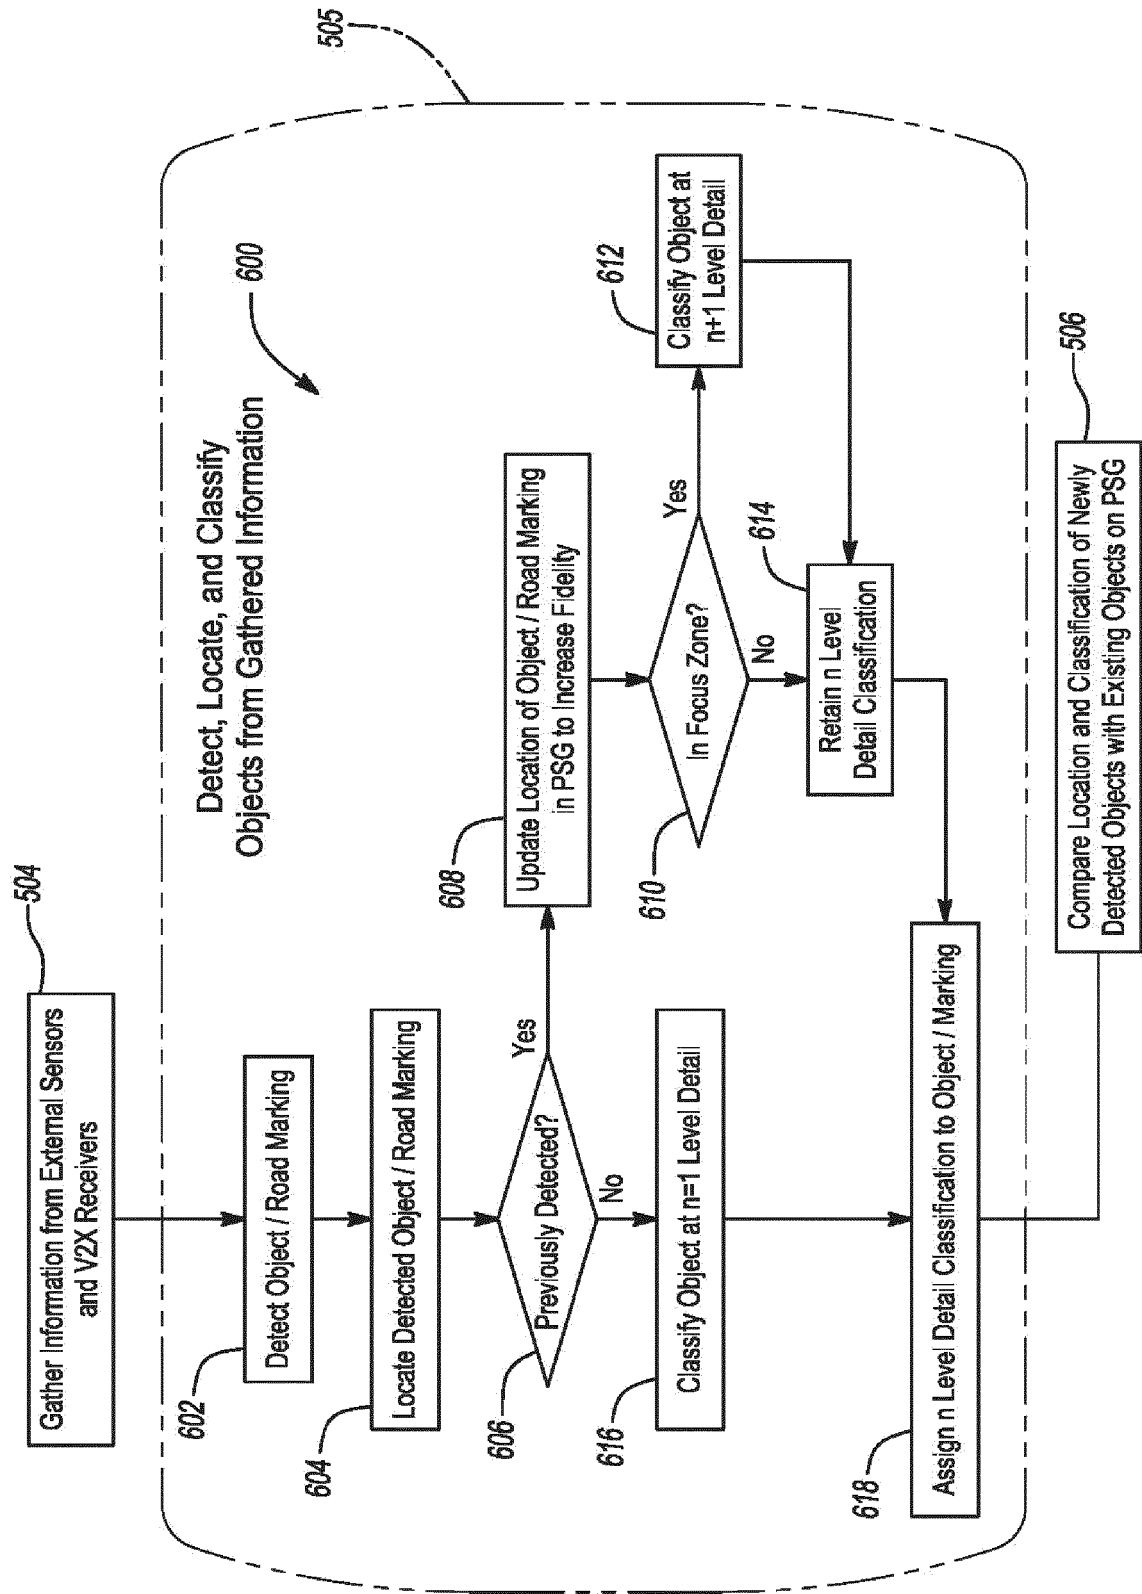 504
Gather Information from External Sensors
and V2X Receivers
505
Detect, Locate, and Classify
Objects from Gathered Information
600
602
Detect Object / Road Marking
604
Locate Detected Object / Road Marking
606
Previously Detected?
Yes
No
608
Update Location of Object / Road Marking
in PSG to Increase Fidelity
610
In Focus Zone?
Yes
No
612
Classify Object at
n+1 Level Detail
614
Retain n Level
Detail Classification
616
Classify Object at n=1 Level Detail
618
Assign n Level Detail Classification to Object / Marking
506
Compare Location and Classification of Newly
Detected Objects with Existing Objects on PSG